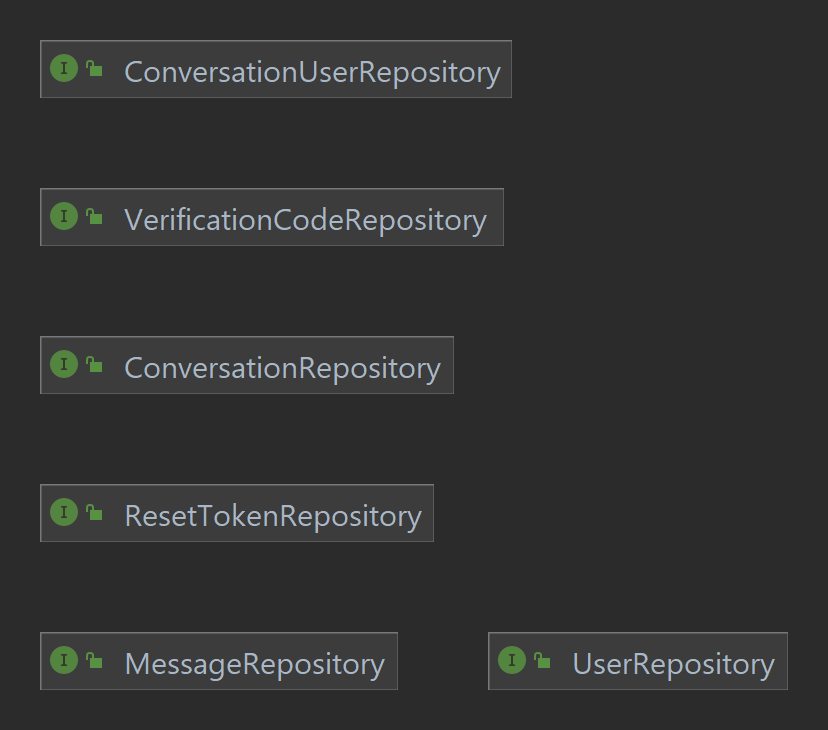 I ConversationUserRepository
I VerificationCodeRepository
I ConversationRepository
I ResetTokenRepository
I MessageRepository
I UserRepository